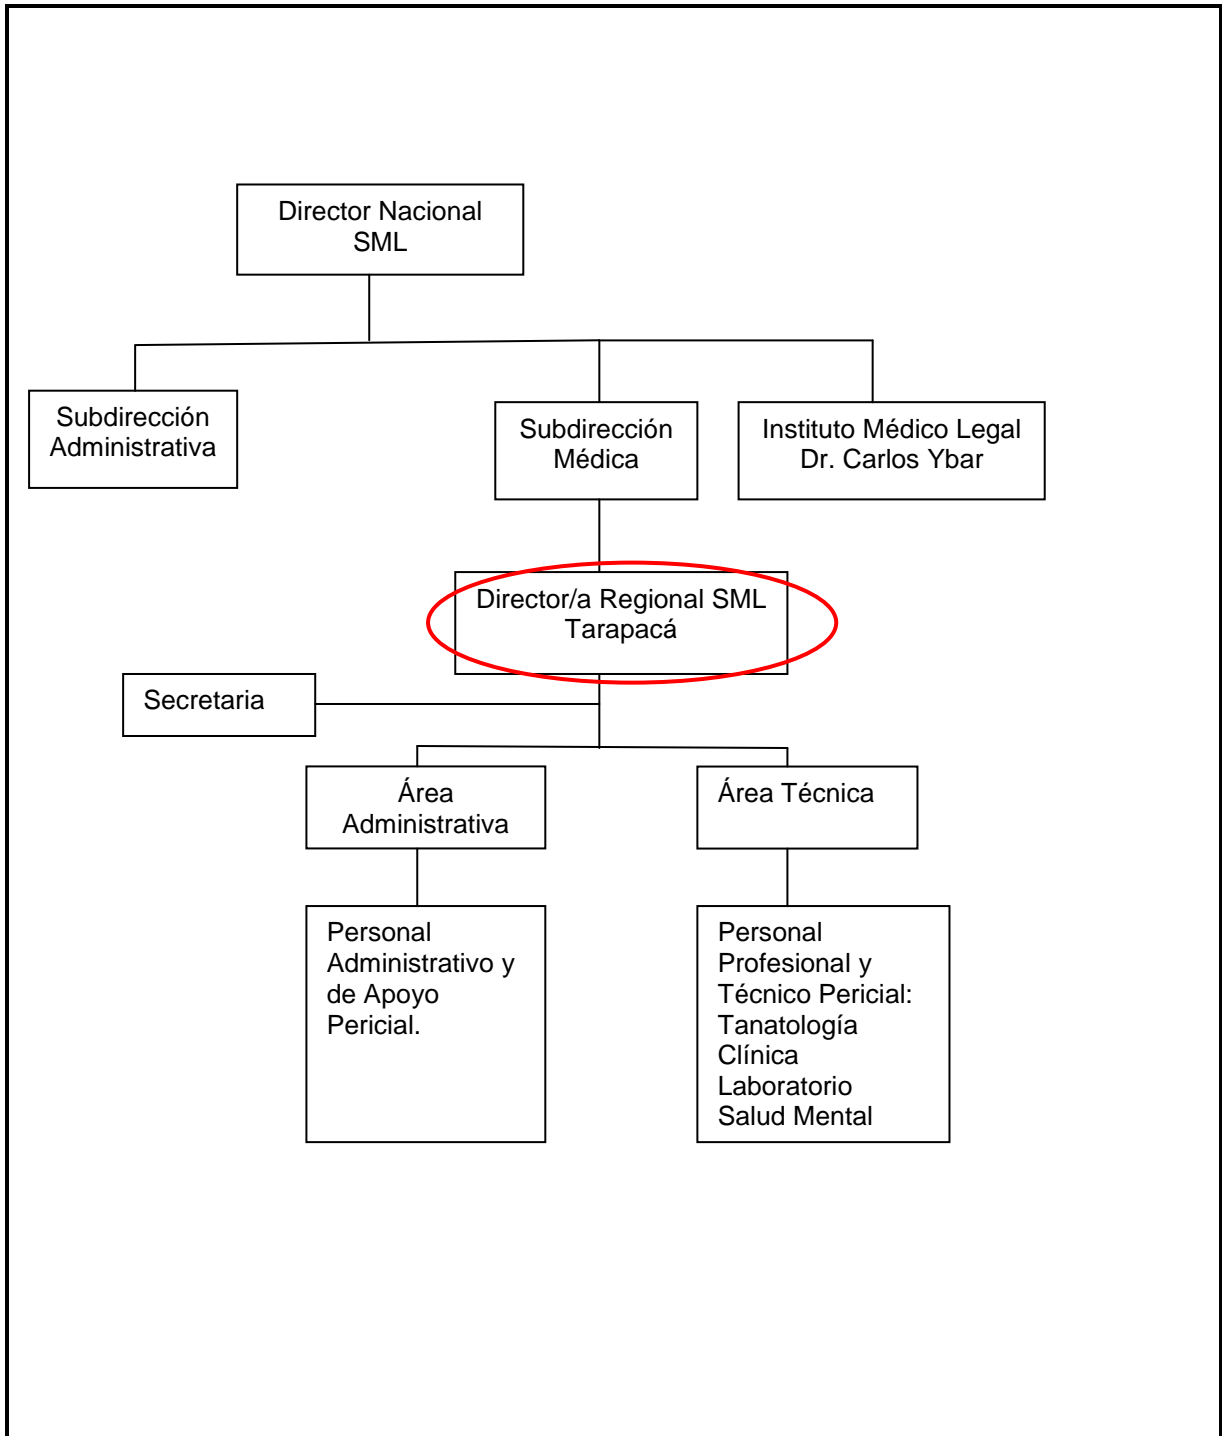 Director Nacional
SML
Subdirección
Administrativa
Subdirección
Médica
Instituto Médico Legal
Dr. Carlos Ybar
Director/a Regional SML
Tarapacá
Secretaria
Área
Administrativa
Área Técnica
Personal
Administrativo y
de Apoyo
Pericial.
Personal
Profesional y
Técnico Pericial:
Tanatología
Clínica
Laboratorio
Salud Mental